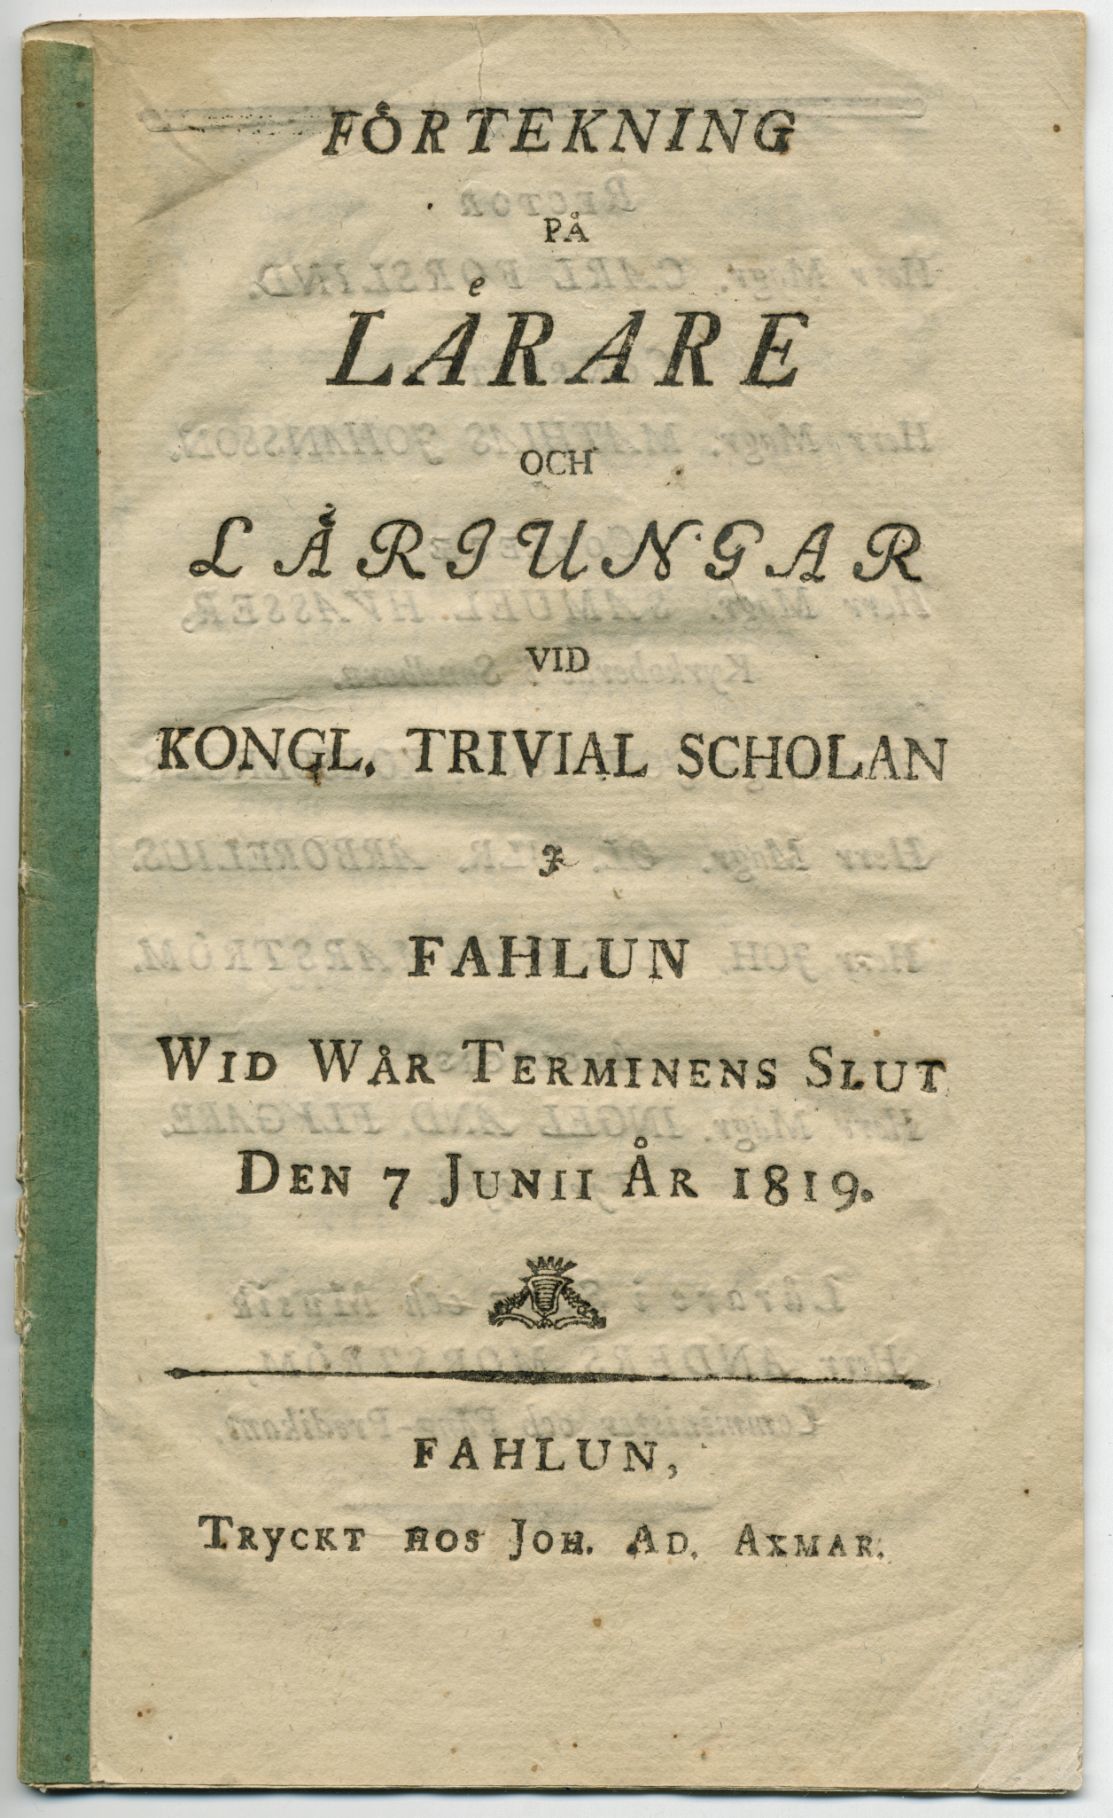 FÖRTEKNING
PÅ
LÄRARE
OCH
LÄRIUNGAR
VID
KONGL. TRIVIAL SCHOLAN
I
FAHLUN
WID WÅR TERMINENS SLUT
DEN 7 JUNII ÅR 1819.
FAHLUN,
TRYCKT HOS JOH. AD. AXMAR.